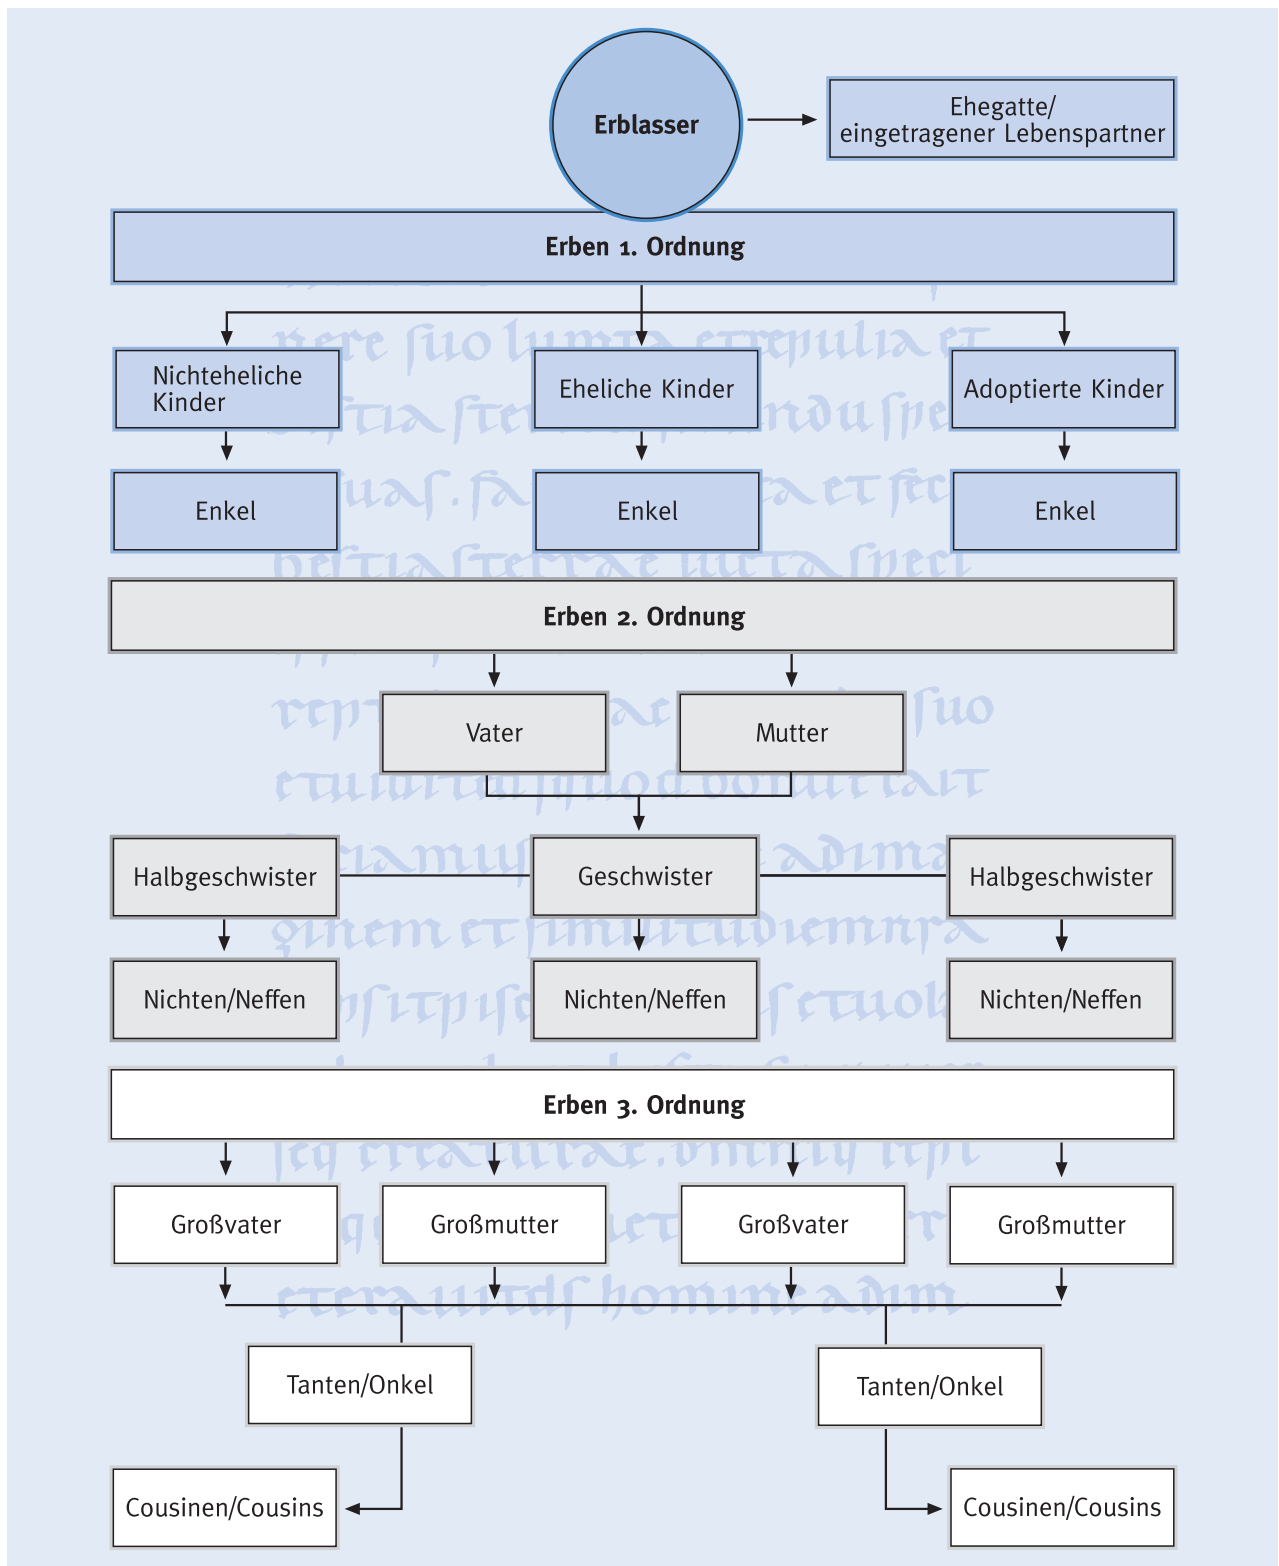 Erblasser
Ehegatte/
eingetragener Lebenspartner
Erben 1. Ordnung
Nichteheliche
Kinder
Eheliche Kinder
Adoptierte Kinder
Enkel
Enkel
Enkel
Erben 2. Ordnung
Vater
Mutter
Halbgeschwister
Geschwister
Halbgeschwister
Nichten/Neffen
Nichten/Neffen
Nichten/Neffen
Erben 3. Ordnung
Großvater
Großmutter
Großvater
Großmutter
Tanten/Onkel
Tanten/Onkel
Cousinen/Cousins
Cousinen/Cousins